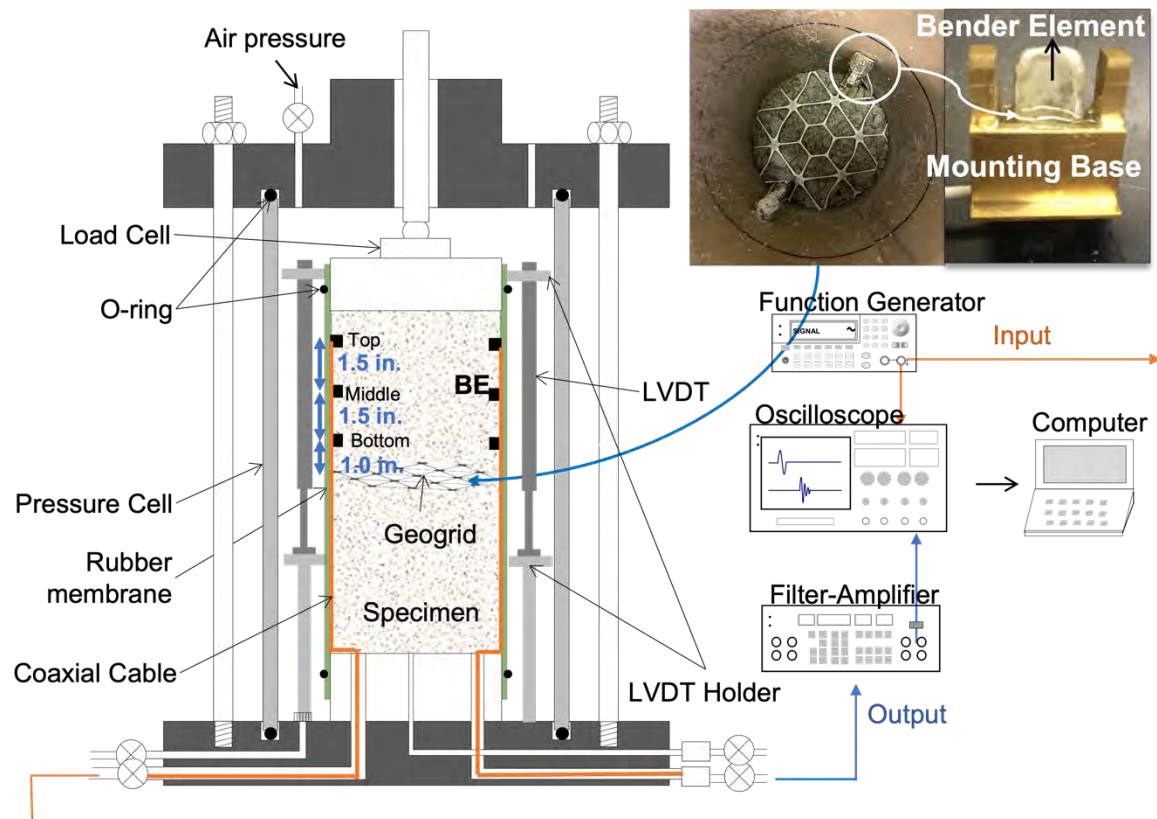 Air pressure
Bender Element
Mounting Base
Load Cell
O-ring
Top
1.5 in.
Middle
1.5 in.
Bottom
1.0 in.
BE
LVDT
Function Generator
SIGNAL
Input
Oscilloscope
Computer
Pressure Cell
Geogrid
Rubber
membrane
Specimen
Filter-Amplifier
Coaxial Cable
LVDT Holder
Output